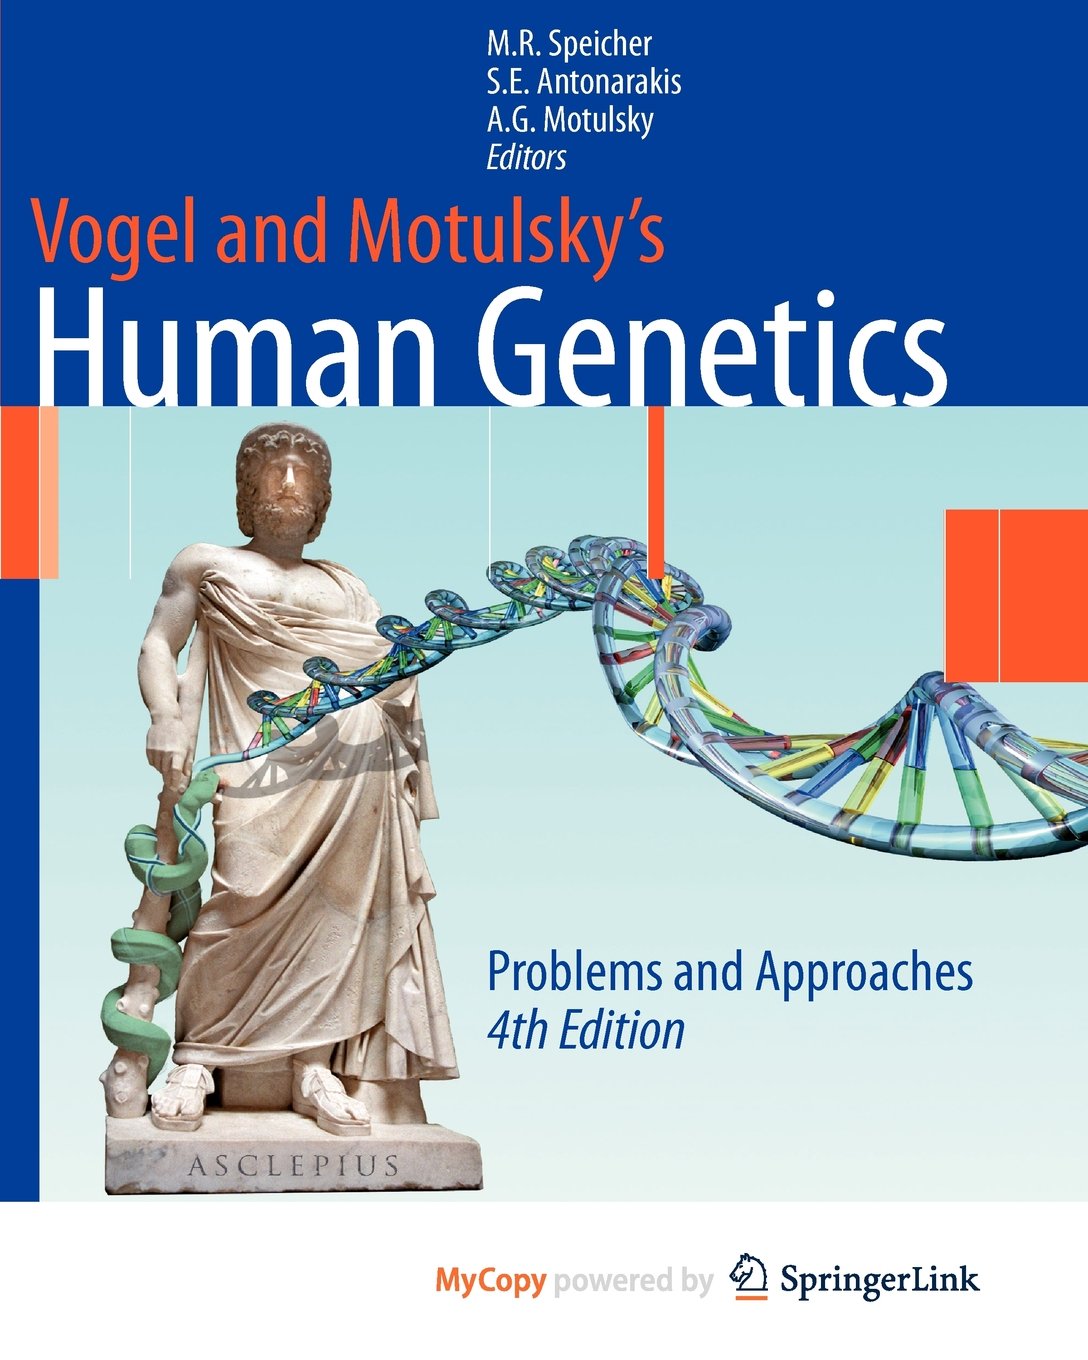 M.R. Speicher
S.E. Antonarakis
A.G. Motulsky
Editors
Vogel and Motulsky's
Human Genetics
Problems and Approaches
4th Edition
ASCLEPIUS
MyCopy powered by SpringerLink